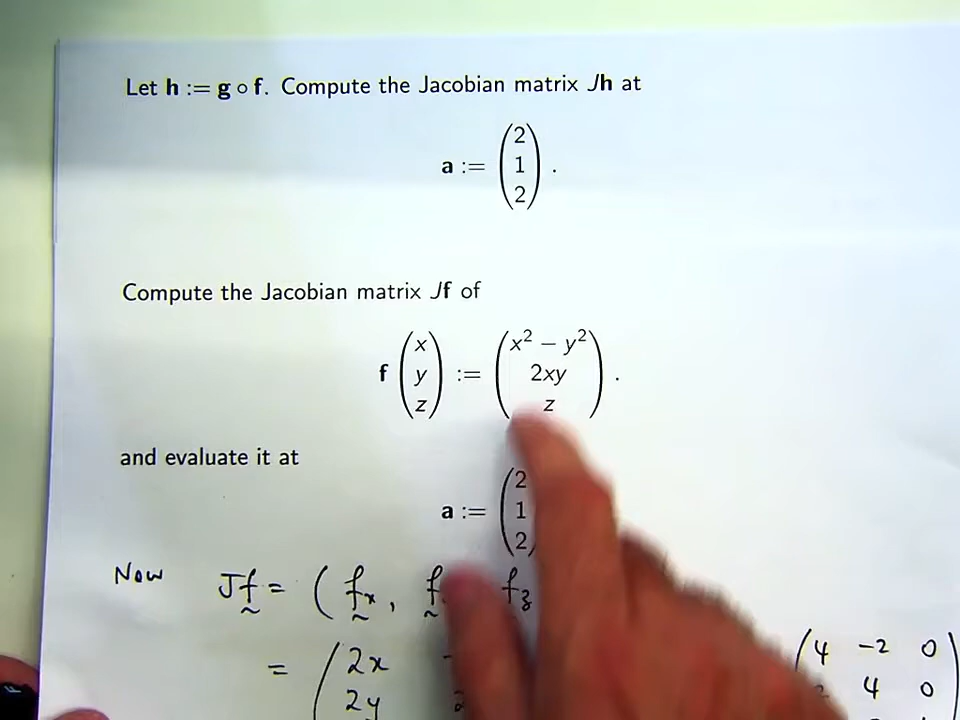 Let h := g ∘ f. Compute the Jacobian matrix Jh at
a := (2 1 2) .
Compute the Jacobian matrix Jf of
f (x y z) := (x² − y² 2xy z) .
and evaluate it at
a := (2 1 2
Now Jf = ( fx, f fz
= ( 2x (4 −2 0
2y 4 0